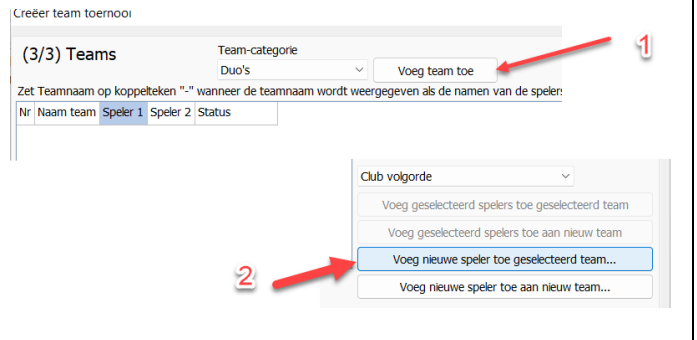 Creëer team toernooi
(3/3) Teams
Team-categorie
Duo's
Voeg team toe
1
Zet Teamnaam op koppelteken "-" wanneer de teamnaam wordt weergegeven als de namen van de spelers
Nr Naam team Speler 1 Speler 2 Status
Club volgorde
Voeg geselecteerd spelers toe geselecteerd team
Voeg geselecteerd spelers toe aan nieuw team
2
Voeg nieuwe speler toe geselecteerd team...
Voeg nieuwe speler toe aan nieuw team...